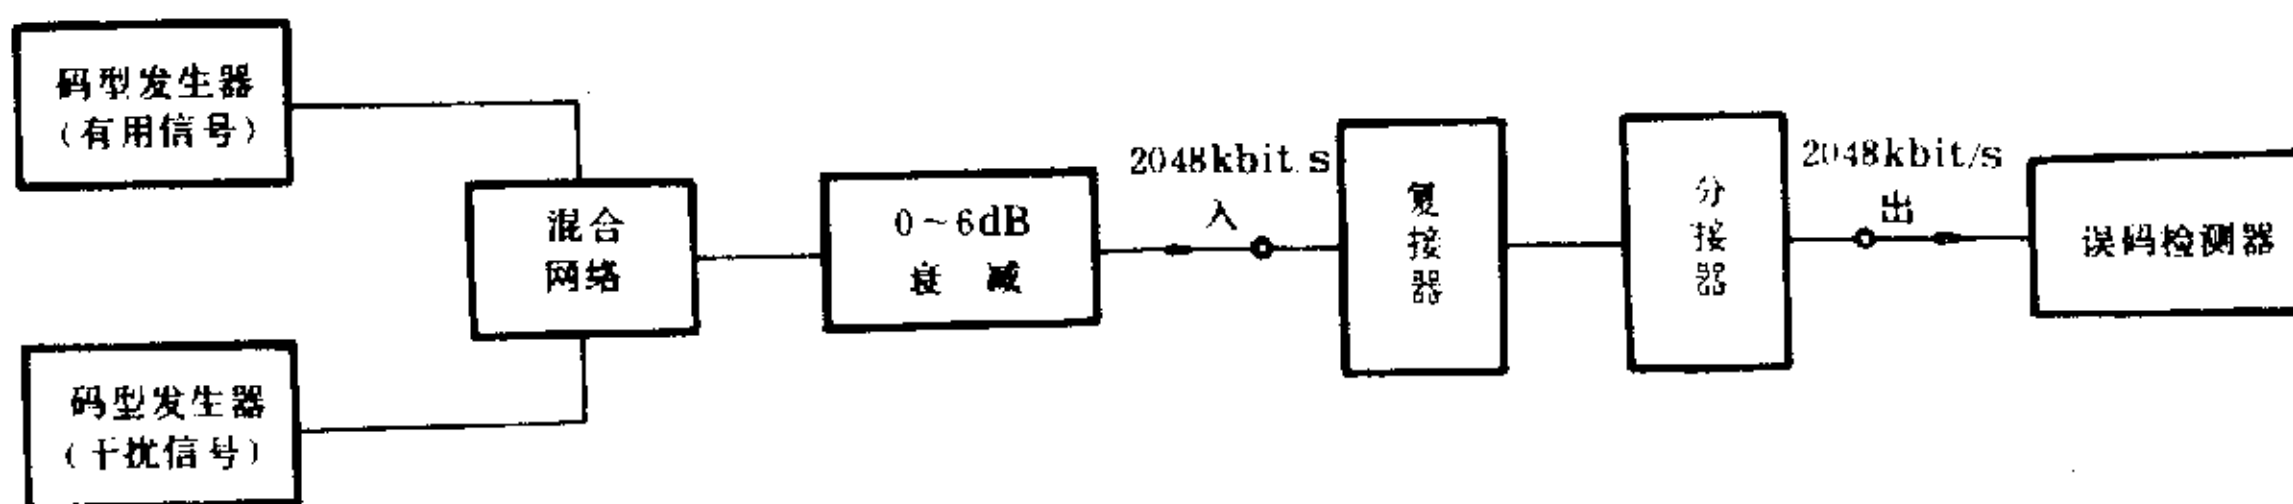 码型发生器
（有用信号）
混合
网络
码型发生器
（干扰信号）
0~6dB
衰 减
2048kbit.s
入
复
接
器
分
接
器
2048kbit/s
出
误码检测器